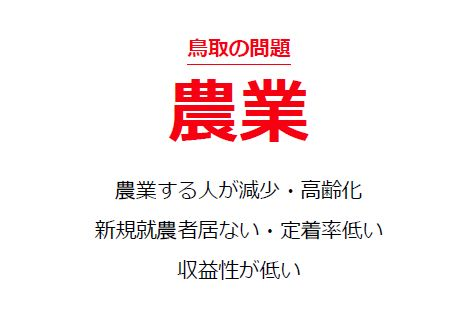 鳥取の問題
農業
農業する人が減少・高齢化
新規就農者居ない・定着率低い
収益性が低い